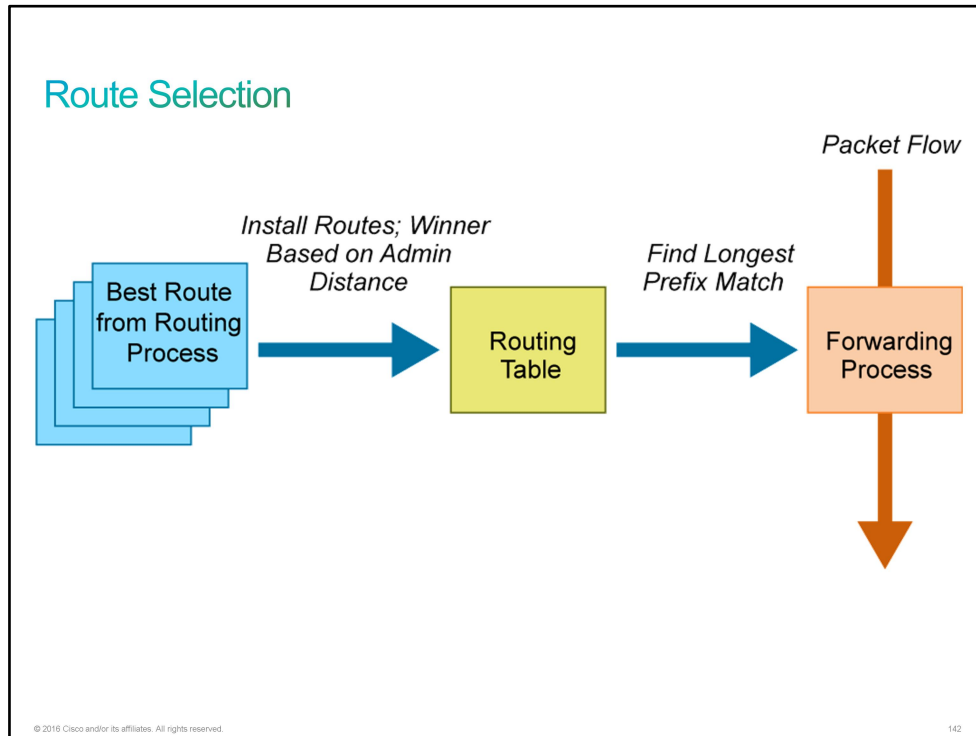 Route Selection
Packet Flow
Install Routes; Winner
Based on Admin
Distance
Find Longest
Prefix Match
Best Route
from Routing
Process
Routing
Table
Forwarding
Process
© 2016 Cisco and/or its affiliates. All rights reserved.
142